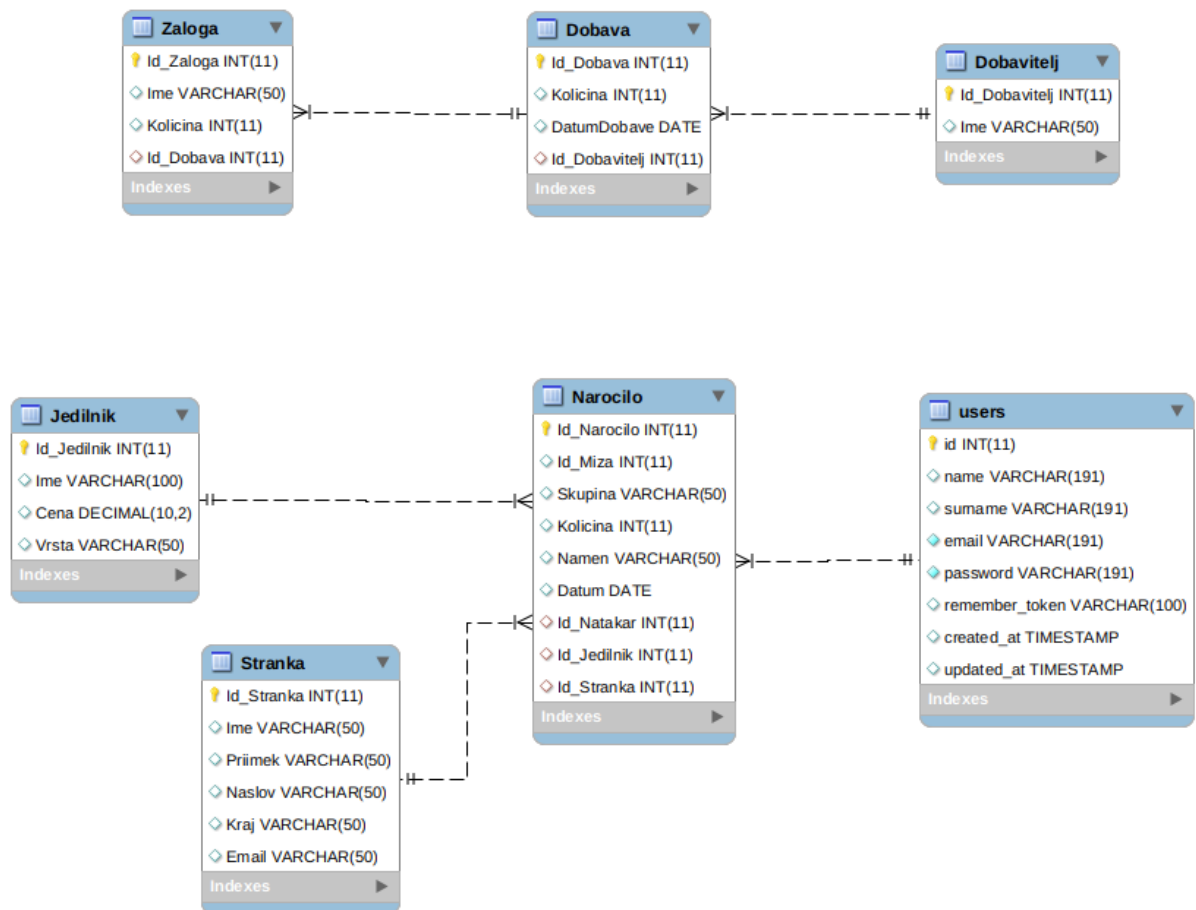 Zaloga
Id_Zaloga INT(11)
Ime VARCHAR(50)
Kolicina INT(11)
Id_Dobava INT(11)
Indexes
Dobava
Id_Dobava INT(11)
Kolicina INT(11)
DatumDobave DATE
Id_Dobavitelj INT(11)
Indexes
Dobavitelj
Id_Dobavitelj INT(11)
Ime VARCHAR(50)
Indexes
Jedilnik
Id_Jedilnik INT(11)
Ime VARCHAR(100)
Cena DECIMAL(10,2)
Vrsta VARCHAR(50)
Indexes
Narocilo
Id_Narocilo INT(11)
Id_Miza INT(11)
Skupina VARCHAR(50)
Kolicina INT(11)
Namen VARCHAR(50)
Datum DATE
Id_Natakar INT(11)
Id_Jedilnik INT(11)
Id_Stranka INT(11)
Indexes
users
id INT(11)
name VARCHAR(191)
surname VARCHAR(191)
email VARCHAR(191)
password VARCHAR(191)
remember_token VARCHAR(100)
created_at TIMESTAMP
updated_at TIMESTAMP
Indexes
Stranka
Id_Stranka INT(11)
Ime VARCHAR(50)
Priimek VARCHAR(50)
Naslov VARCHAR(50)
Kraj VARCHAR(50)
Email VARCHAR(50)
Indexes